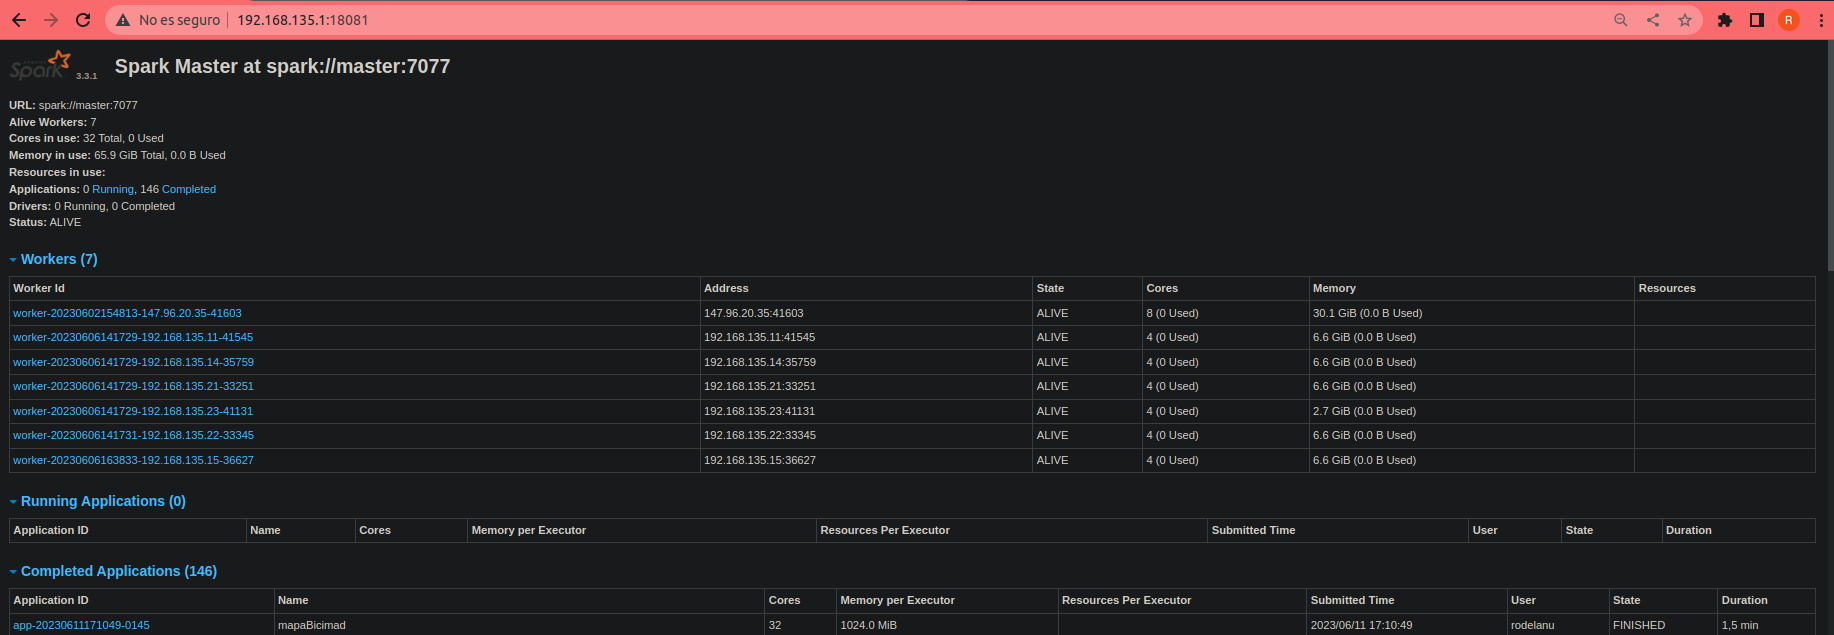 No es seguro 192.168.135.1:18081
R
APACHE
Spark 3.3.1 Spark Master at spark://master:7077
URL: spark://master:7077
Alive Workers: 7
Cores in use: 32 Total, 0 Used
Memory in use: 65.9 GiB Total, 0.0 B Used
Resources in use:
Applications: 0 Running, 146 Completed
Drivers: 0 Running, 0 Completed
Status: ALIVE
Workers (7)
Worker Id Address State Cores Memory Resources
worker-20230602154813-147.96.20.35-41603 147.96.20.35:41603 ALIVE 8 (0 Used) 30.1 GiB (0.0 B Used)
worker-20230606141729-192.168.135.11-41545 192.168.135.11:41545 ALIVE 4 (0 Used) 6.6 GiB (0.0 B Used)
worker-20230606141729-192.168.135.14-35759 192.168.135.14:35759 ALIVE 4 (0 Used) 6.6 GiB (0.0 B Used)
worker-20230606141729-192.168.135.21-33251 192.168.135.21:33251 ALIVE 4 (0 Used) 6.6 GiB (0.0 B Used)
worker-20230606141729-192.168.135.23-41131 192.168.135.23:41131 ALIVE 4 (0 Used) 2.7 GiB (0.0 B Used)
worker-20230606141731-192.168.135.22-33345 192.168.135.22:33345 ALIVE 4 (0 Used) 6.6 GiB (0.0 B Used)
worker-20230606163833-192.168.135.15-36627 192.168.135.15:36627 ALIVE 4 (0 Used) 6.6 GiB (0.0 B Used)
Running Applications (0)
Application ID Name Cores Memory per Executor Resources Per Executor Submitted Time User State Duration
Completed Applications (146)
Application ID Name Cores Memory per Executor Resources Per Executor Submitted Time User State Duration
app-20230611171049-0145 mapaBicimad 32 1024.0 MiB 2023/06/11 17:10:49 rodelanu FINISHED 1,5 min